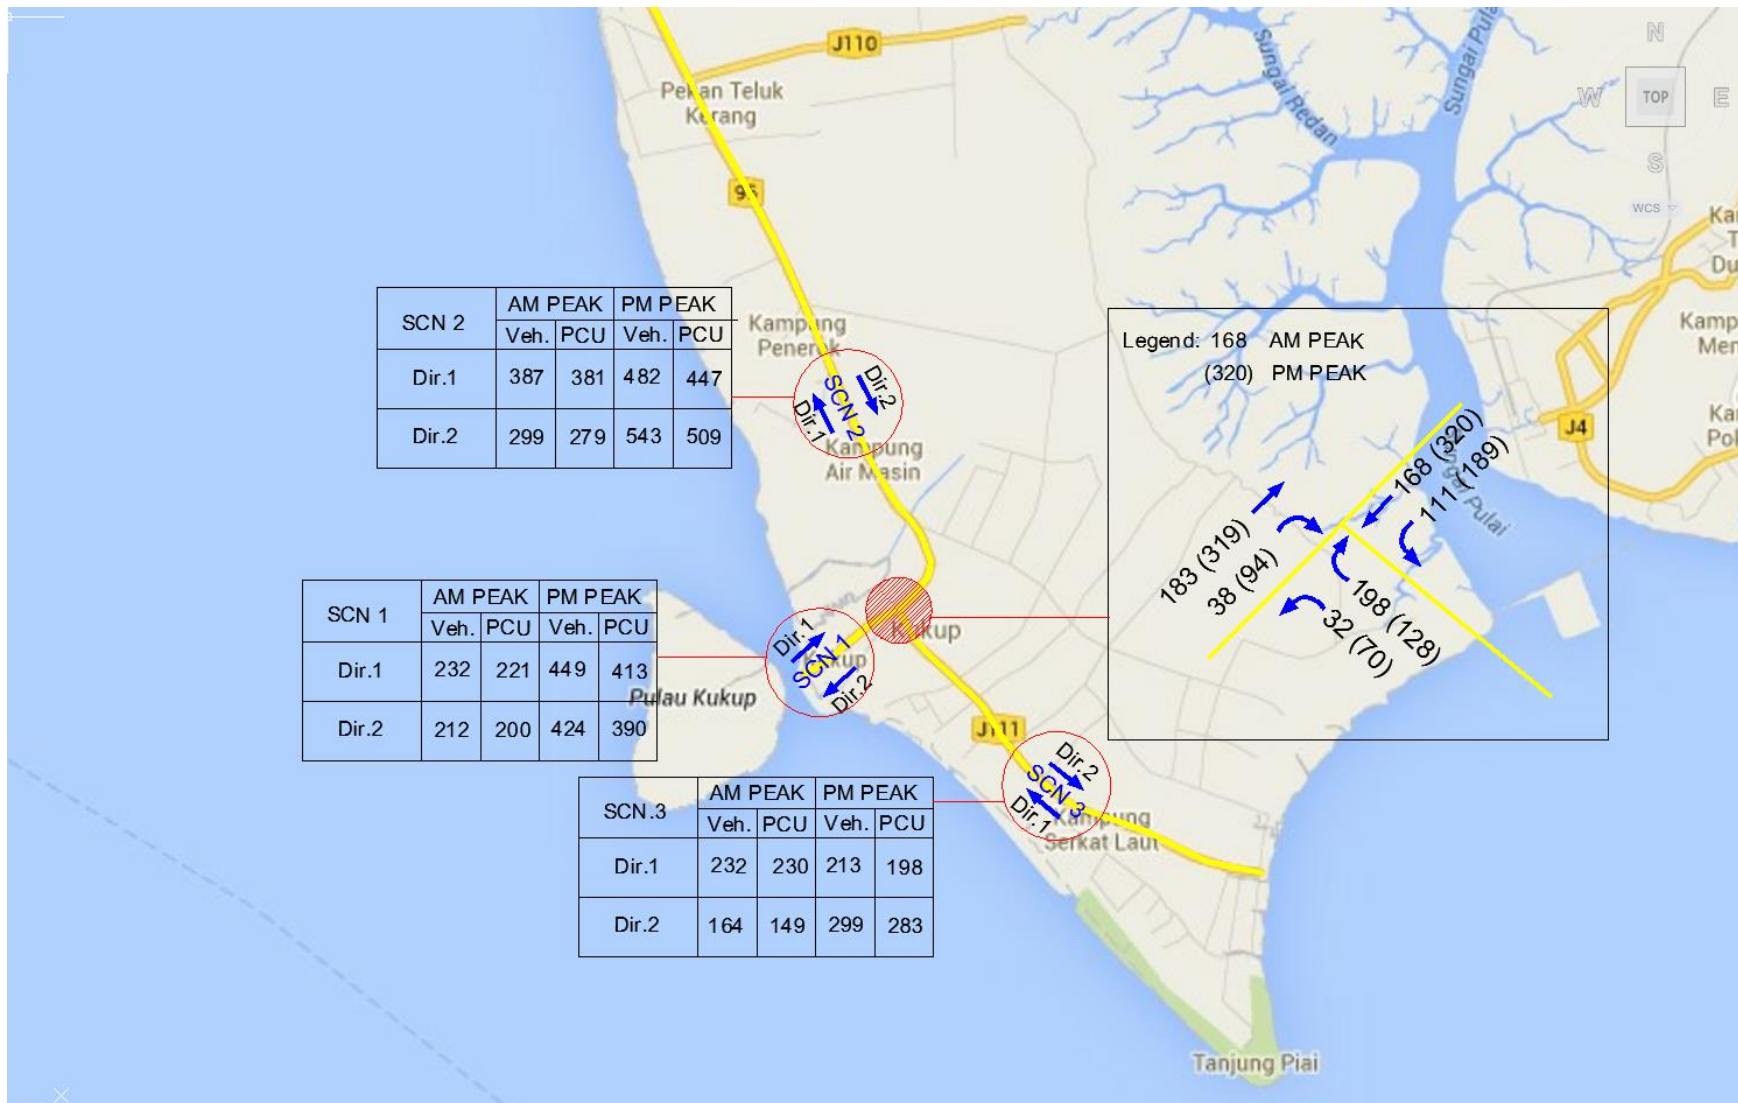 J110
Sungai Redan
Sungai Pulai
N
W TOP E
S
WCS
Pekan Teluk
Kerang
95
SCN 2 AM PEAK PM PEAK
Veh. PCU Veh. PCU
Dir.1 387 381 482 447
Dir.2 299 279 543 509
Kampung
Penerok
Dir.2
SCN 2
Dir.1
Kampung
Air Masin
Legend: 168 AM PEAK
(320) PM PEAK
168 (320)
111 (189)
Sungai Pulai
183 (319)
38 (94)
198 (128)
32 (70)
J4
SCN 1 AM PEAK PM PEAK
Veh. PCU Veh. PCU
Dir.1 232 221 449 413
Dir.2 212 200 424 390
Kukup
Dir.1
SCN 1
Kukup
Dir.2
Pulau Kukup
J111
SCN.3 AM PEAK PM PEAK
Veh. PCU Veh. PCU
Dir.1 232 230 213 198
Dir.2 164 149 299 283
Dir.2
SCN 3
Dir.1
Kampung
Serkat Laut
Tanjung Piai